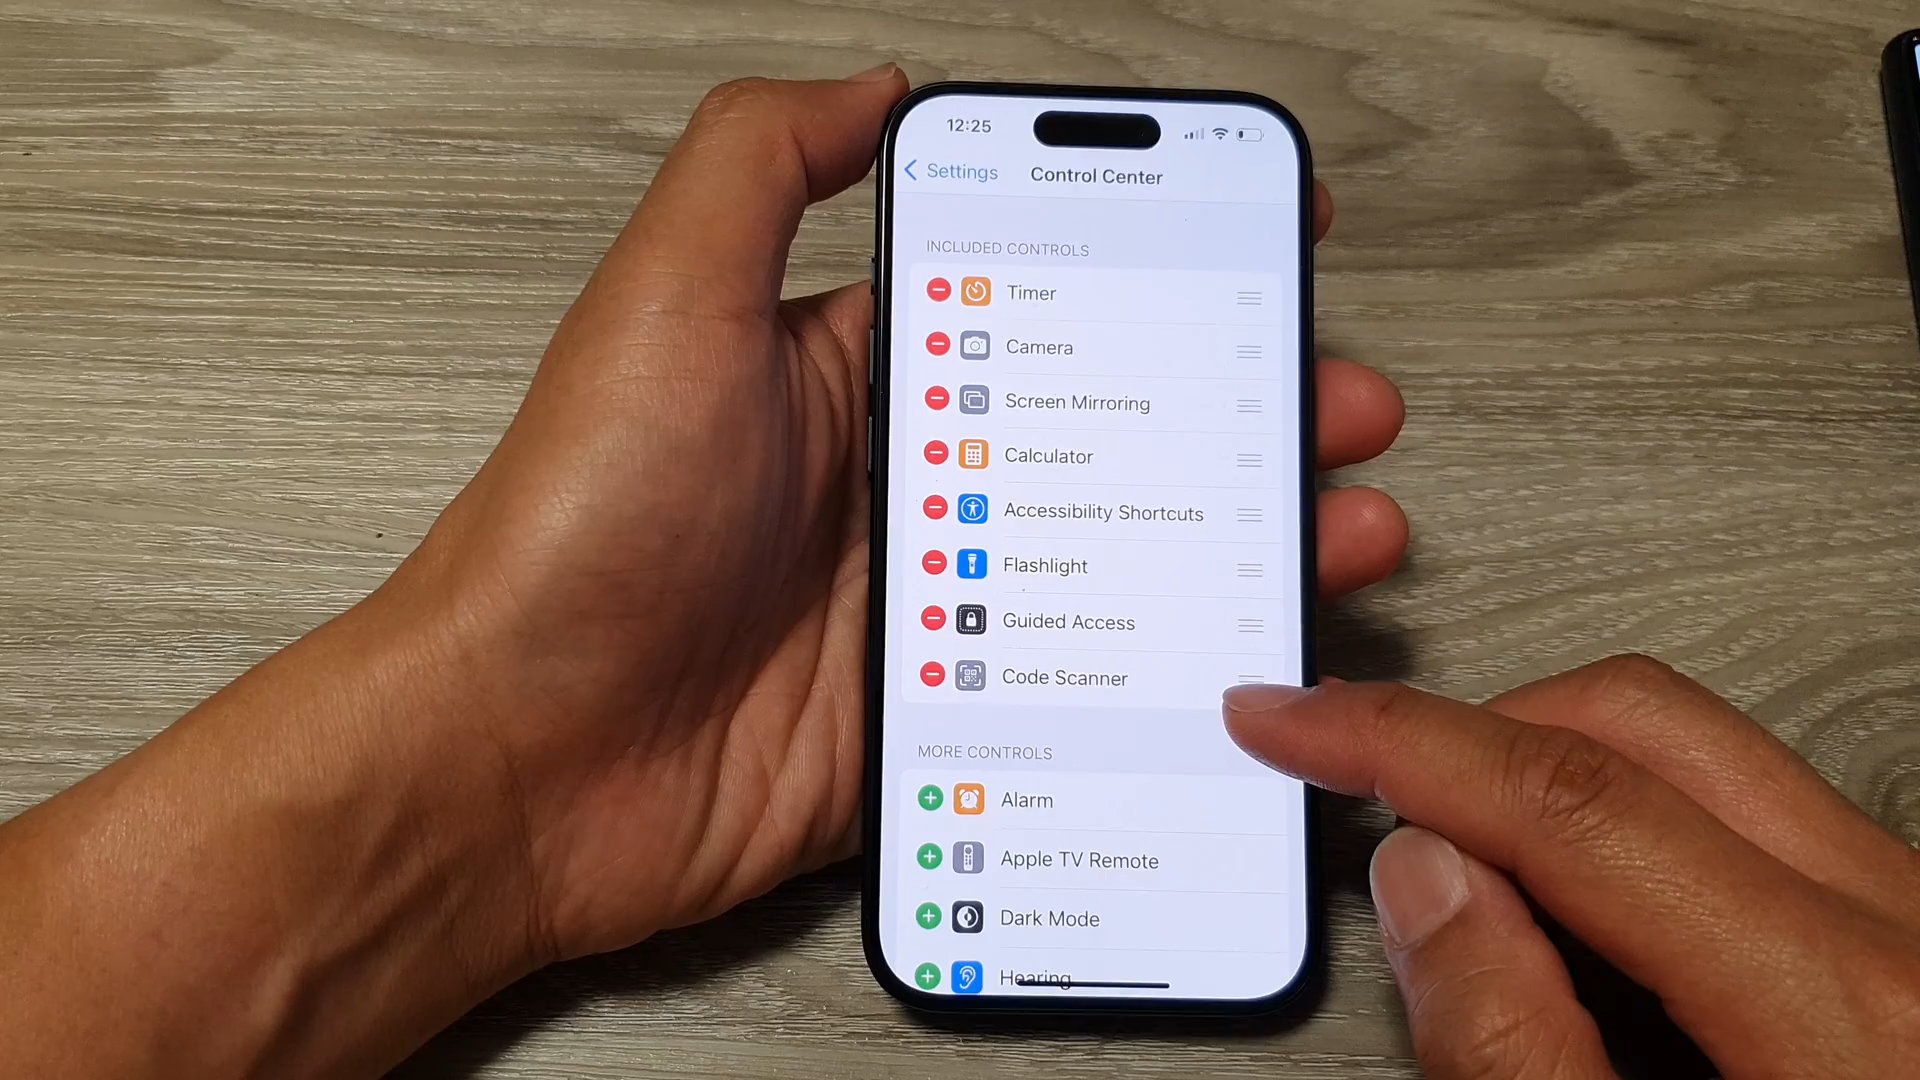 12:25
Settings
Control Center
INCLUDED CONTROLS
Timer
Camera
Screen Mirroring
Calculator
Accessibility Shortcuts
Flashlight
Guided Access
Code Scanner
MORE CONTROLS
Alarm
Apple TV Remote
Dark Mode
Hearing